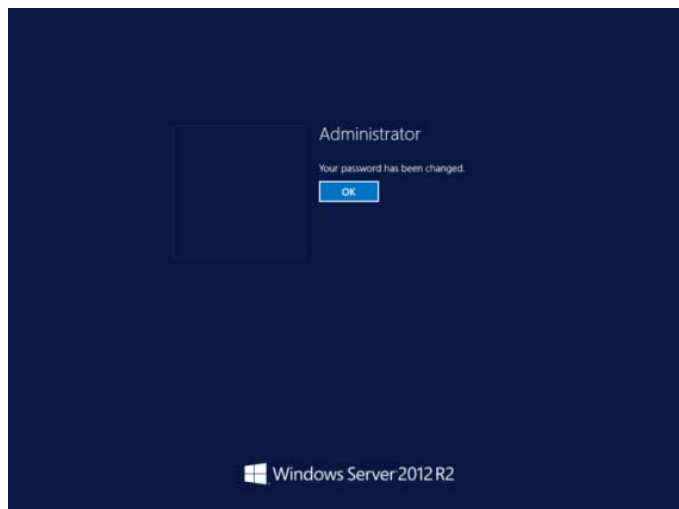 Administrator
Your password has been changed.
OK
Windows Server 2012 R2